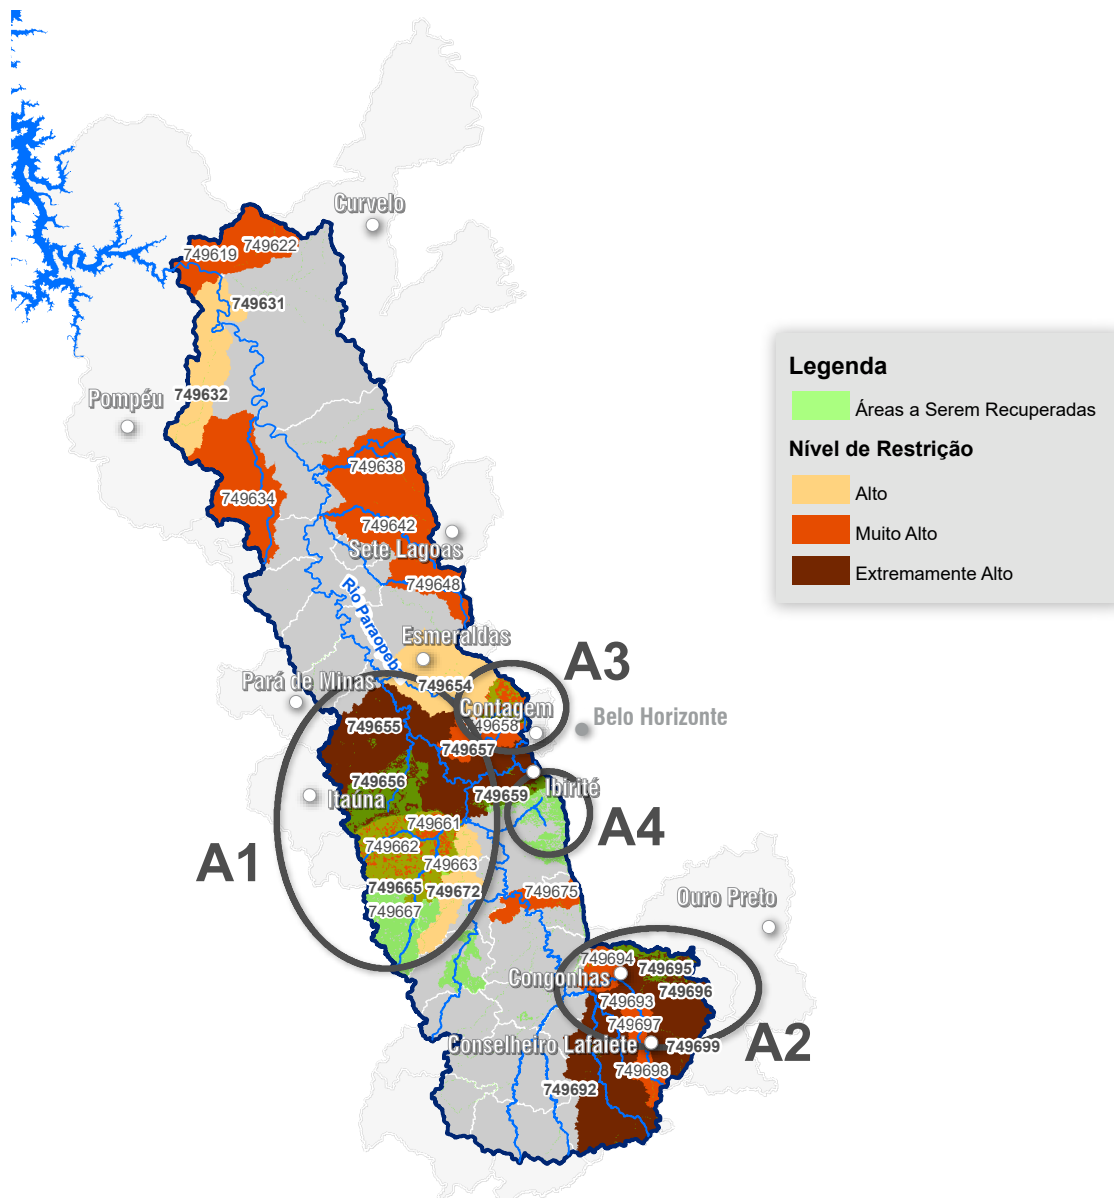 Curvelo
749622
749619
749631
Pompéu
749632
749638
749634
749642
Sete Lagoas
749648
Rio Paraopeb
Esmeraldas
A3
Pará de Minas
749654
Contagem
Belo Horizonte
749655
749658
749657
749656
749659
Ibirité
Itaúna
749661
A4
749662
A1
749663
749665
749672
749667
749675
Ouro Preto
749694
749695
Congonhas
749696
749693
749697
Conselheiro Lafaiete
749699
A2
749698
749692
Legenda
Áreas a Serem Recuperadas
Nível de Restrição
Alto
Muito Alto
Extremamente Alto